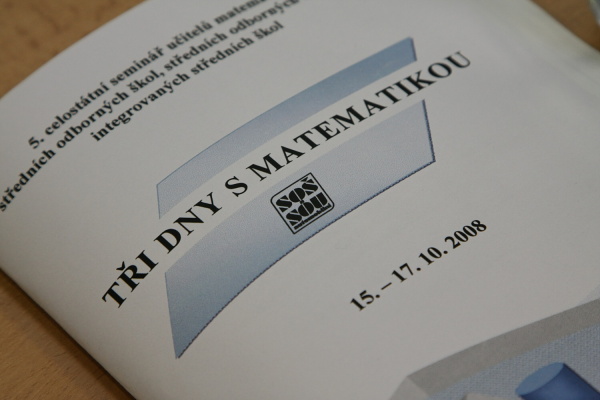 5. celostátní seminář učitelů
středních odborných škol, středních odborných
integrovaných středních škol
TŘI DNY S MATEMATIKOU
SOŠ
SOU
15. – 17. 10. 2008